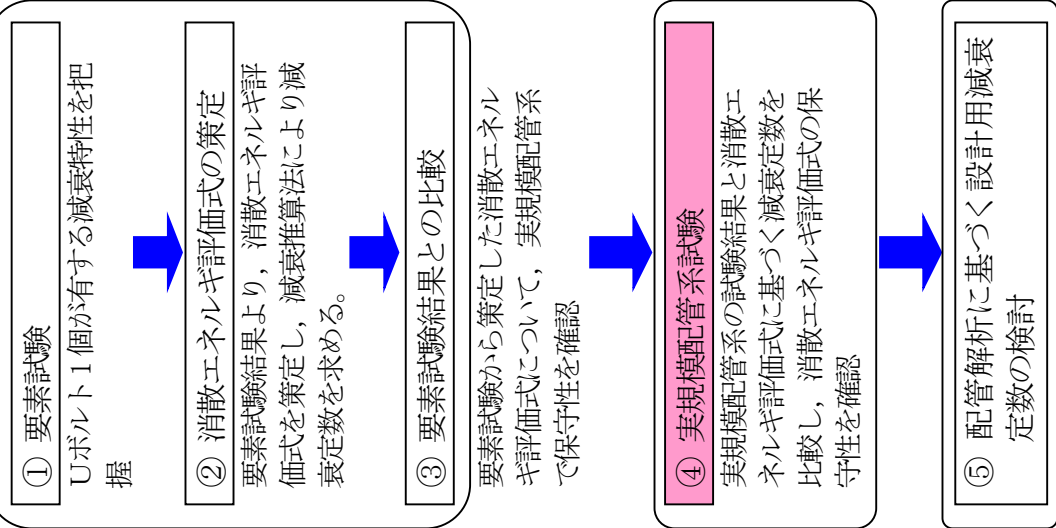 ① 要素試験
Uボルト1個が有する減衰特性を把
握
② 消散エネルギ評価式の策定
要素試験結果より，消散エネルギ評
価式を策定し，減衰推算法により減
衰定数を求める。
③ 要素試験結果との比較
要素試験から策定した消散エネル
ギ評価式について，実規模配管系
で保守性を確認
④ 実規模配管系試験
実規模配管系の試験結果と消散エ
ネルギ評価式に基づく減衰定数を
比較し，消散エネルギ評価式の保
守性を確認
⑤ 配管解析に基づく設計用減衰
定数の検討